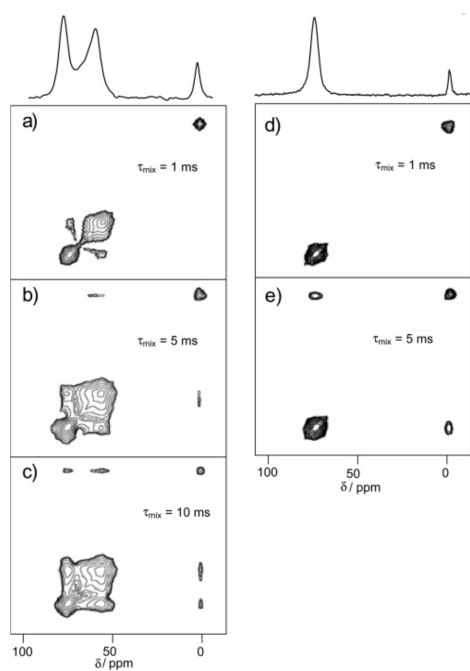 a)
τmix = 1 ms
b)
τmix = 5 ms
c)
τmix = 10 ms
100 50 0
δ/ ppm
d)
τmix = 1 ms
e)
τmix = 5 ms
100 50 0
δ/ ppm